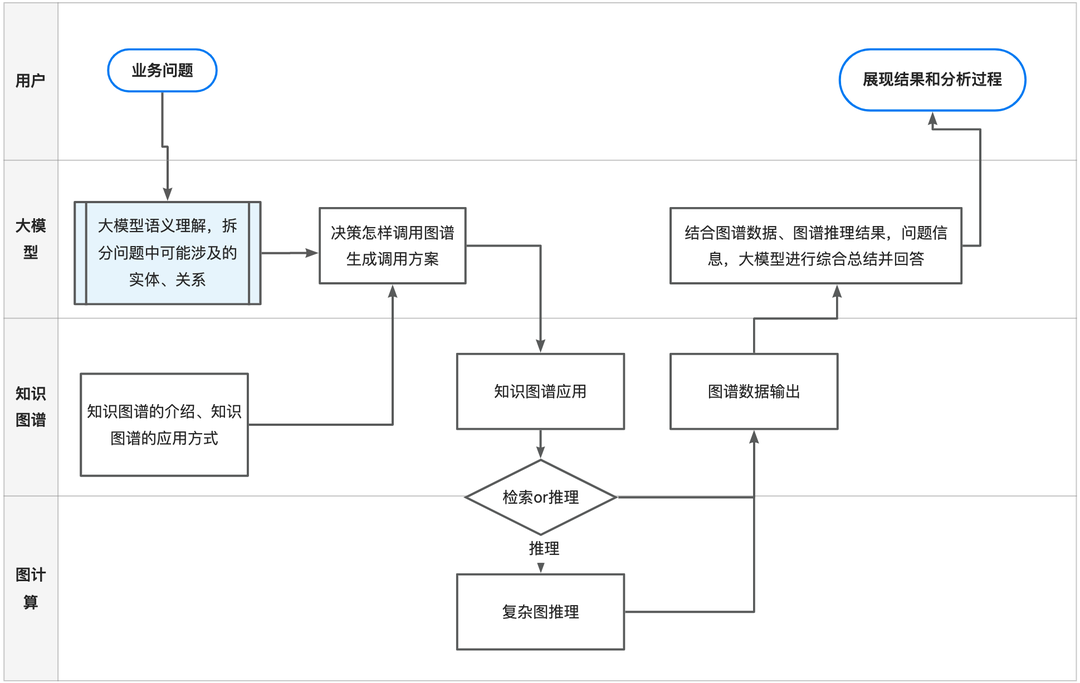 用户
业务问题
展现结果和分析过程
大模
型
大模型语义理解，拆
分问题中可能涉及的
实体、关系
决策怎样调用图谱
生成调用方案
结合图谱数据、图谱推理结果，问题信
息，大模型进行综合总结并回答
知识
图谱
知识图谱的介绍、知识
图谱的应用方式
知识图谱应用
图谱数据输出
检索or推理
推理
图计
算
复杂图推理